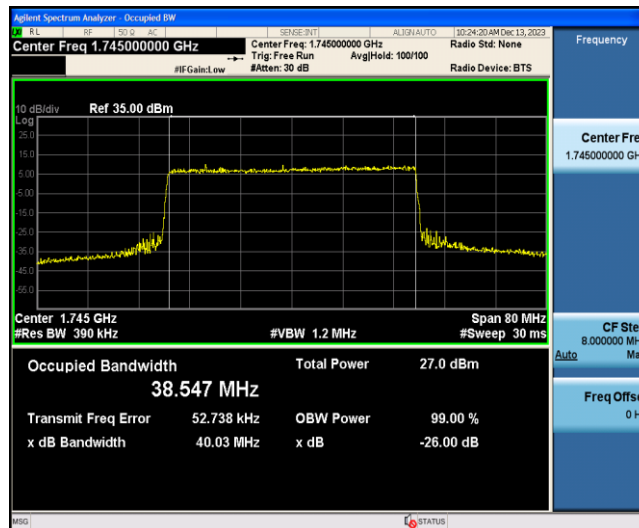 Agilent Spectrum Analyzer - Occupied BW
RL RF 50 Ω AC SENSE:INT ALIGN AUTO 10:24:20 AM Dec 13, 2023
Center Freq 1.745000000 GHz
Center Freq: 1.745000000 GHz
Radio Std: None
Trig: Free Run Avg|Hold: 100/100
#IFGain:Low
#Atten: 30 dB
Radio Device: BTS
Frequency
10 dB/div Ref 35.00 dBm
Log
25.0
15.0
5.00
-5.00
-15.0
-25.0
-35.0
-45.0
-55.0
Center 1.745 GHz Span 80 MHz
#Res BW 390 kHz #VBW 1.2 MHz #Sweep 30 ms
Occupied Bandwidth Total Power 27.0 dBm
38.547 MHz
Transmit Freq Error 52.738 kHz OBW Power 99.00 %
x dB Bandwidth 40.03 MHz x dB -26.00 dB
Center Fre
1.745000000 GH
CF Ste
8.000000 MH
Auto Ma
Freq Offse
0 H
MSG STATUS